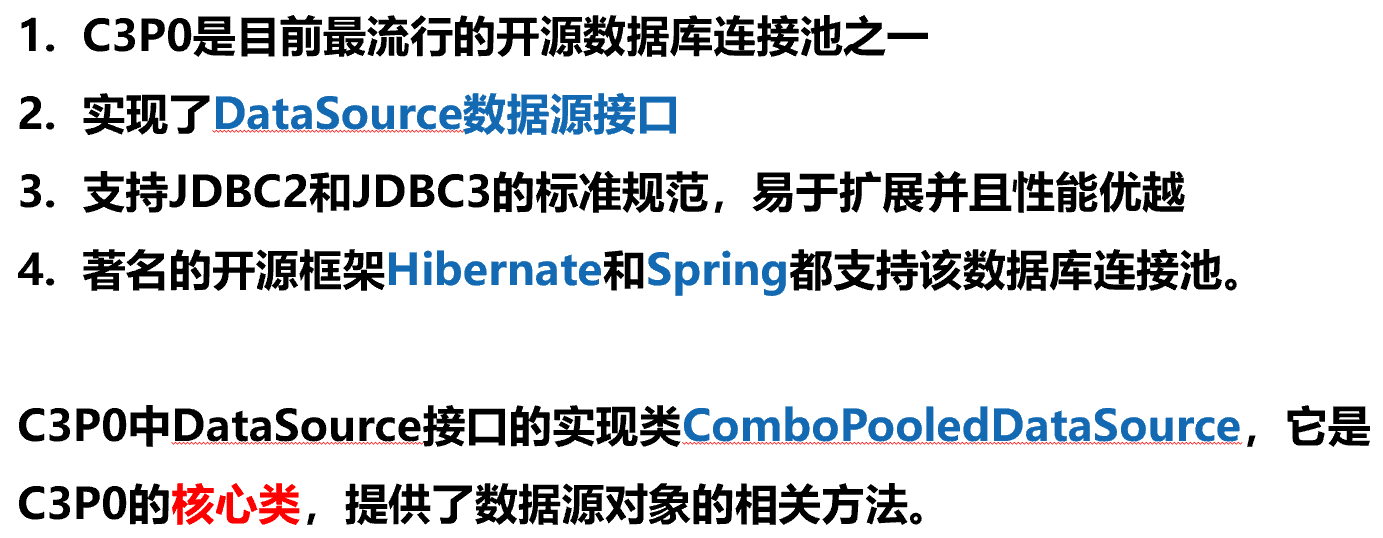 1. C3P0是目前最流行的开源数据库连接池之一
2. 实现了DataSource数据源接口
3. 支持JDBC2和JDBC3的标准规范，易于扩展并且性能优越
4. 著名的开源框架Hibernate和Spring都支持该数据库连接池。
C3P0中DataSource接口的实现类ComboPooledDataSource，它是
C3P0的核心类，提供了数据源对象的相关方法。